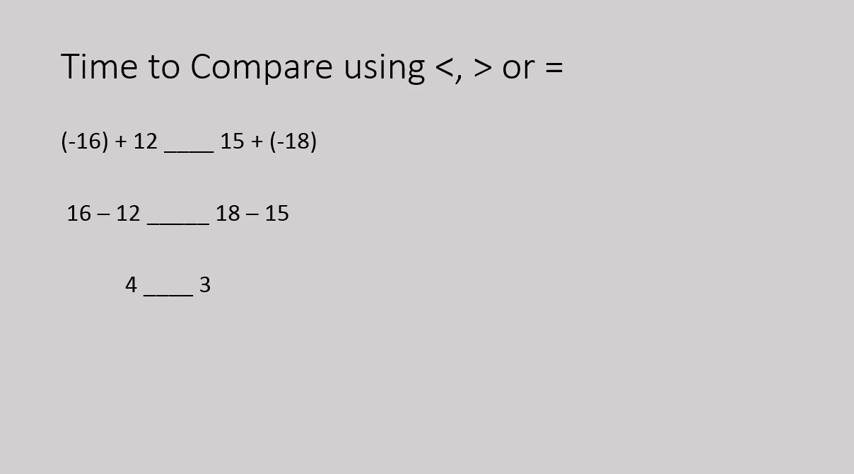 Time to Compare using <, > or =
(-16) + 12 ____ 15 + (-18)
16 – 12 _____ 18 – 15
4 ____ 3